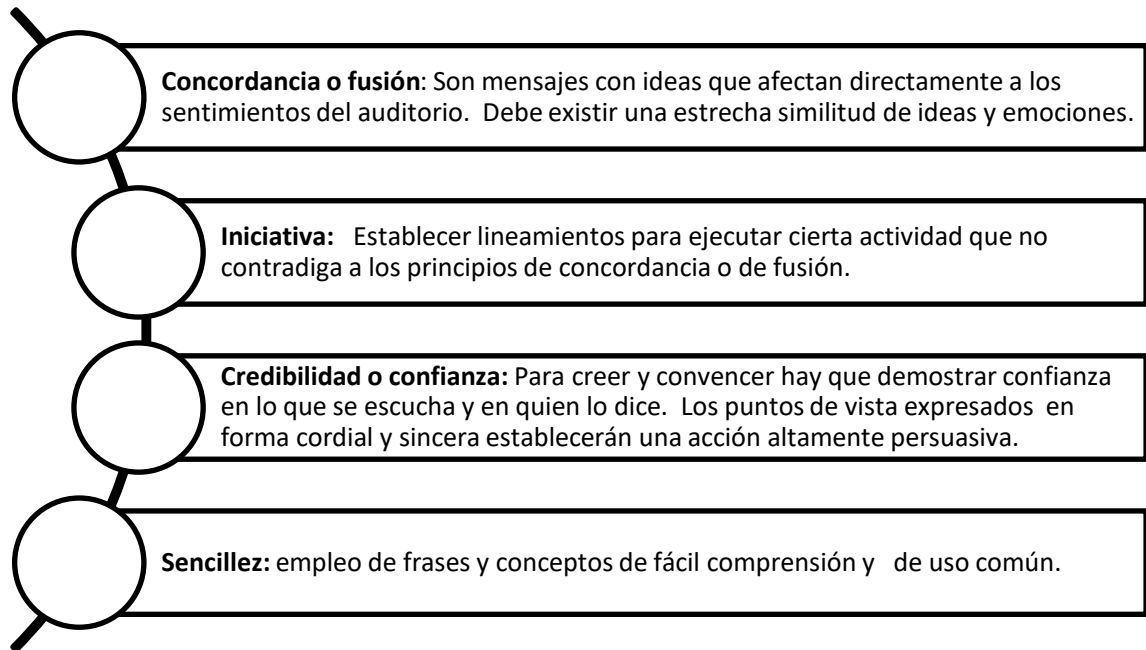 Concordancia o fusión: Son mensajes con ideas que afectan directamente a los
sentimientos del auditorio. Debe existir una estrecha similitud de ideas y emociones.
Iniciativa: Establecer lineamientos para ejecutar cierta actividad que no
contradiga a los principios de concordancia o de fusión.
Credibilidad o confianza: Para creer y convencer hay que demostrar confianza
en lo que se escucha y en quien lo dice. Los puntos de vista expresados en
forma cordial y sincera establecerán una acción altamente persuasiva.
Sencillez: empleo de frases y conceptos de fácil comprensión y de uso común.